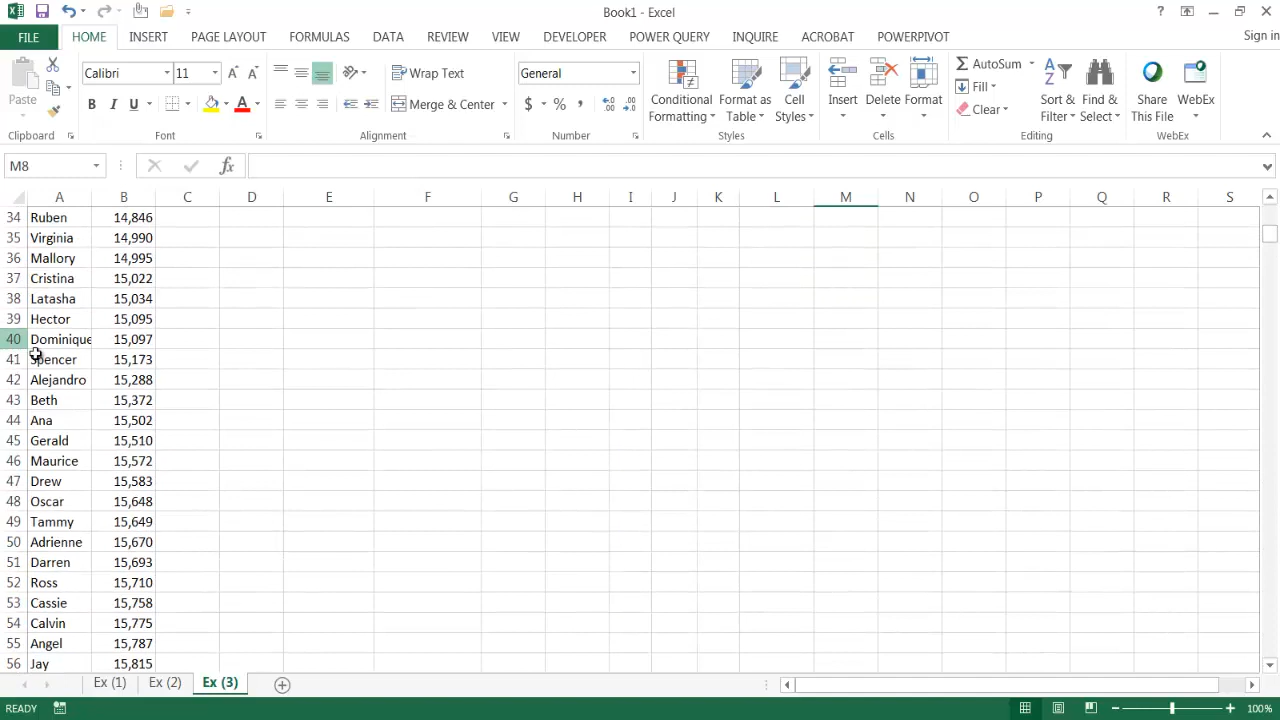 Book1 - Excel
Sign in
FILE HOME INSERT PAGE LAYOUT FORMULAS DATA REVIEW VIEW DEVELOPER POWER QUERY INQUIRE ACROBAT POWERPIVOT
Paste
Clipboard
Calibri 11
B I U
Font
Wrap Text
Merge & Center
Alignment
General
$ % ,
Number
Conditional Formatting
Format as Table
Cell Styles
Styles
Insert Delete Format
Cells
AutoSum
Fill
Clear
Sort & Filter
Find & Select
Editing
Share This File
WebEx
WebEx
M8
fx
A B C D E F G H I J K L M N O P Q R S
34 Ruben 14,846
35 Virginia 14,990
36 Mallory 14,995
37 Cristina 15,022
38 Latasha 15,034
39 Hector 15,095
40 Dominique 15,097
41 Spencer 15,173
42 Alejandro 15,288
43 Beth 15,372
44 Ana 15,502
45 Gerald 15,510
46 Maurice 15,572
47 Drew 15,583
48 Oscar 15,648
49 Tammy 15,649
50 Adrienne 15,670
51 Darren 15,693
52 Ross 15,710
53 Cassie 15,758
54 Calvin 15,775
55 Angel 15,787
56 Jay 15,815
Ex (1) Ex (2) Ex (3)
READY
100%